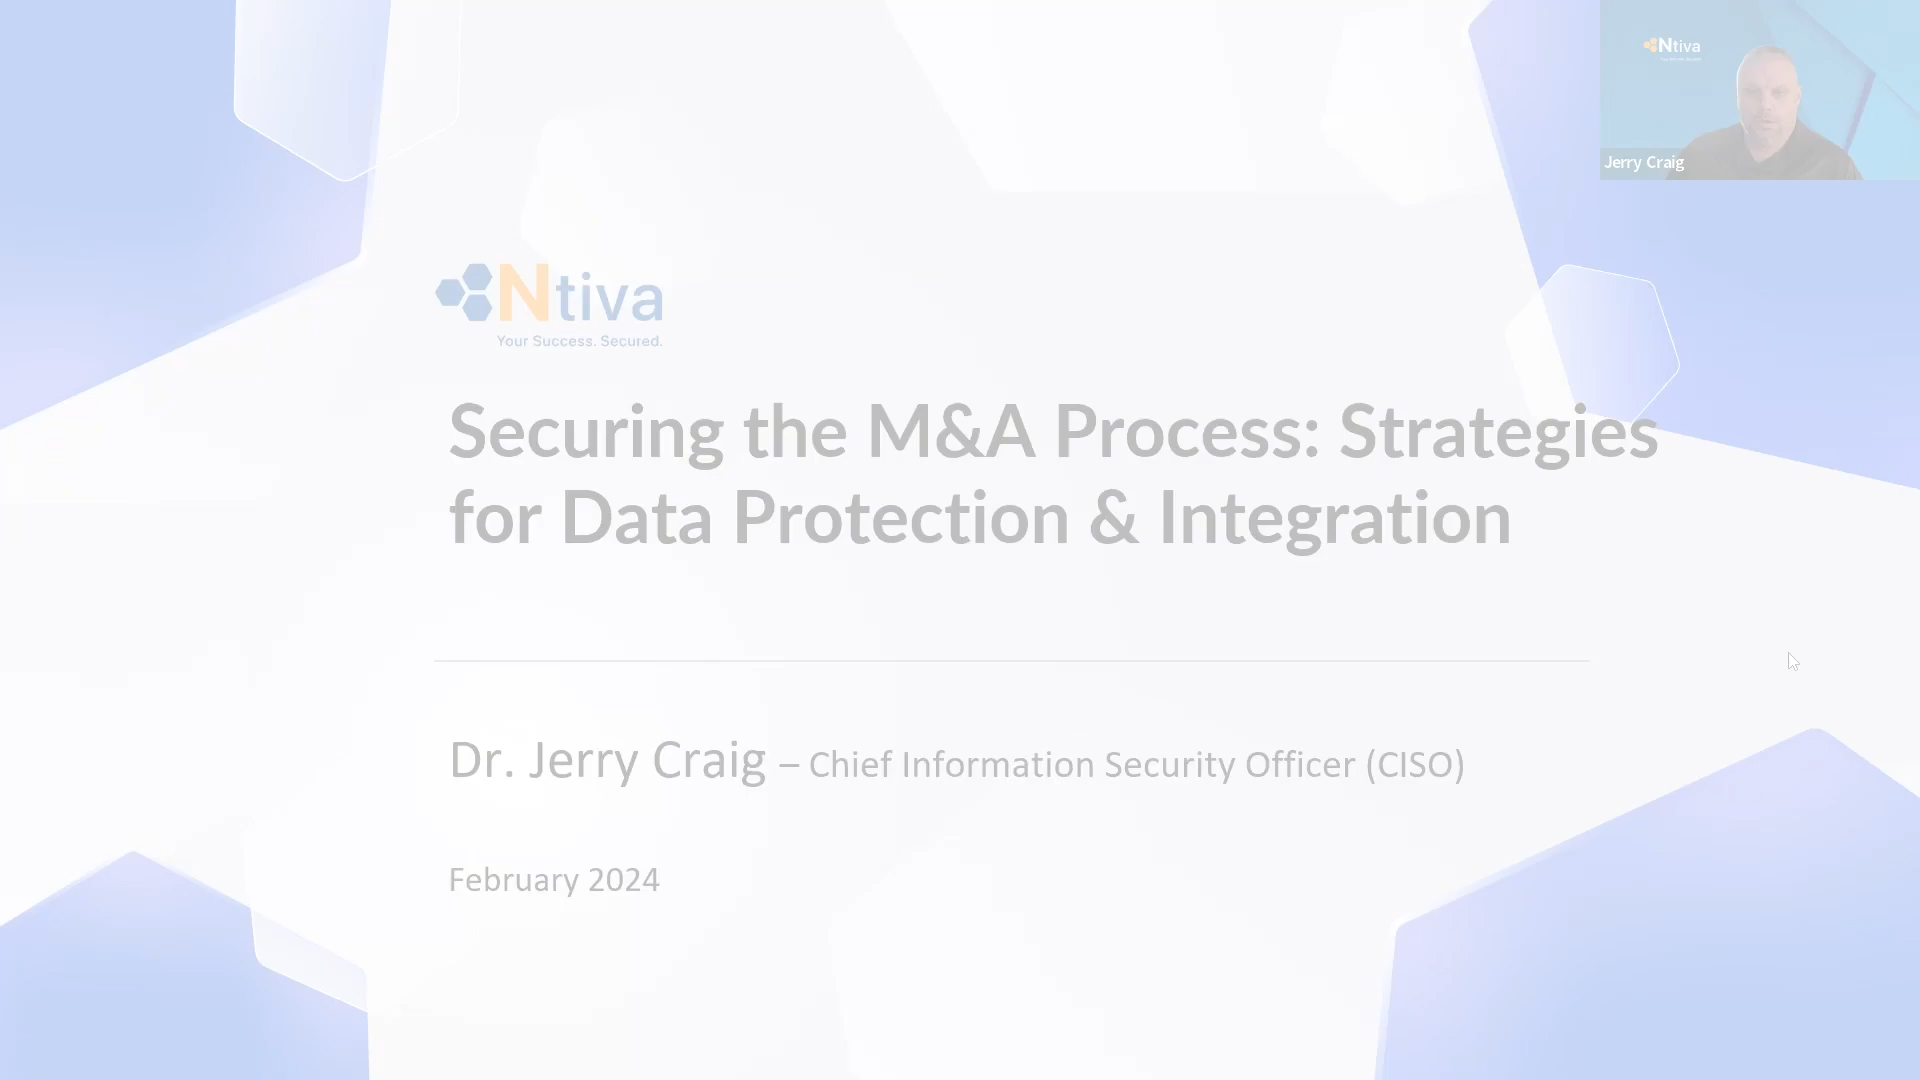 Ntiva
Jerry Craig
Ntiva
Your Success. Secured.
Securing the M&A Process: Strategies
for Data Protection & Integration
Dr. Jerry Craig – Chief Information Security Officer (CISO)
February 2024